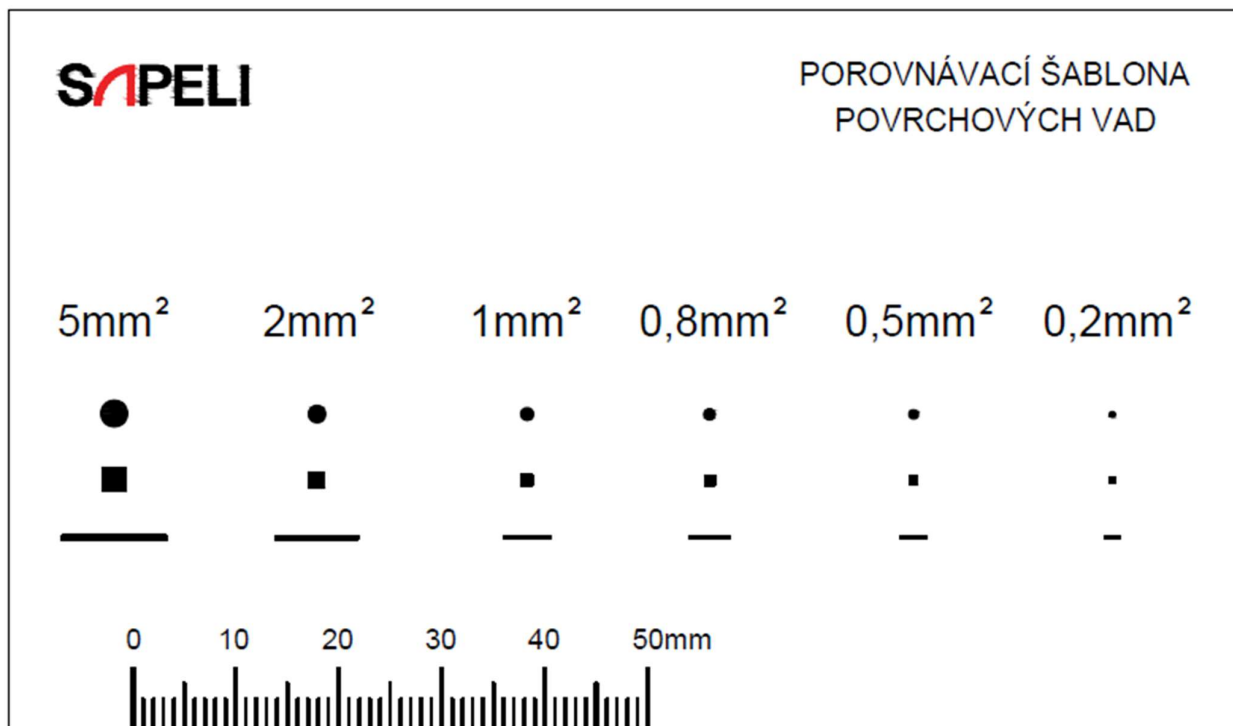 SAPELI
POROVNÁVACÍ ŠABLONA
POVRCHOVÝCH VAD
5mm² 2mm² 1mm² 0,8mm² 0,5mm² 0,2mm²
0 10 20 30 40 50mm